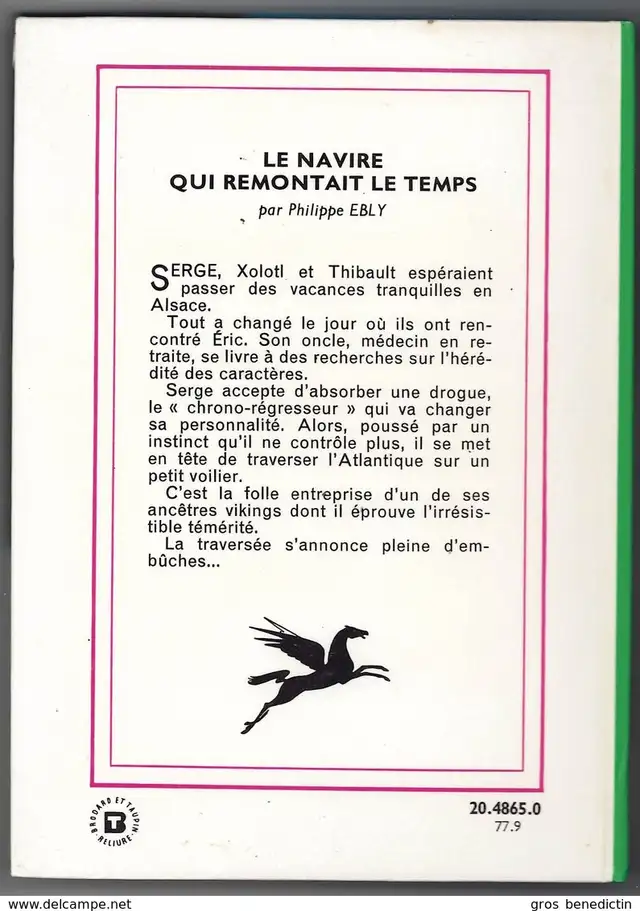 LE NAVIRE
QUI REMONTAIT LE TEMPS
par Philippe EBLY
SERGE, Xolotl et Thibault espéraient
passer des vacances tranquilles en
Alsace.
Tout a changé le jour où ils ont ren-
contré Éric. Son oncle, médecin en re-
traite, se livre à des recherches sur l'héré-
dité des caractères.
Serge accepte d'absorber une drogue,
le « chrono-régresseur » qui va changer
sa personnalité. Alors, poussé par un
instinct qu'il ne contrôle plus, il se met
en tête de traverser l'Atlantique sur un
petit voilier.
C'est la folle entreprise d'un de ses
ancêtres vikings dont il éprouve l'irrésis-
tible témérité.
La traversée s'annonce pleine d'em-
bûches...
BRODARD ET TAUPIN
BT
RELIURE
20.4865.0
77.9
delcampe.net
gros benedictin